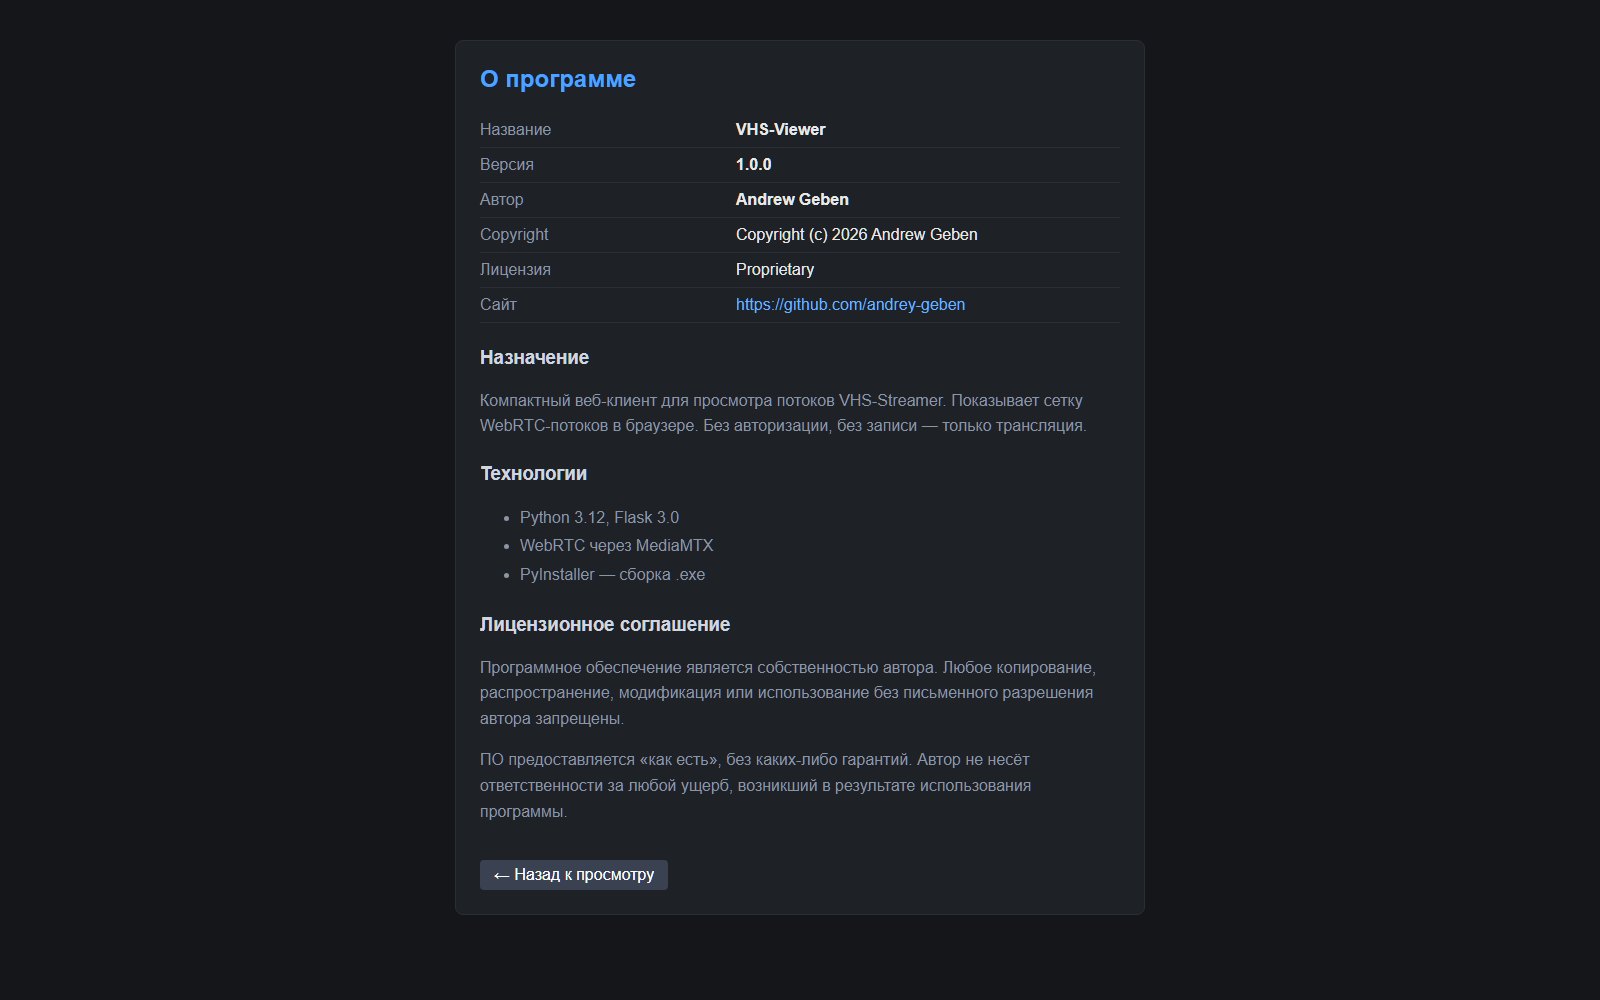 О программе
Название VHS-Viewer
Версия 1.0.0
Автор Andrew Geben
Copyright Copyright (c) 2026 Andrew Geben
Лицензия Proprietary
Сайт https://github.com/andrey-geben
Назначение
Компактный веб-клиент для просмотра потоков VHS-Streamer. Показывает сетку
WebRTC-потоков в браузере. Без авторизации, без записи — только трансляция.
Технологии
• Python 3.12, Flask 3.0
• WebRTC через MediaMTX
• PyInstaller — сборка .exe
Лицензионное соглашение
Программное обеспечение является собственностью автора. Любое копирование,
распространение, модификация или использование без письменного разрешения
автора запрещены.
ПО предоставляется «как есть», без каких-либо гарантий. Автор не несёт
ответственности за любой ущерб, возникший в результате использования
программы.
← Назад к просмотру